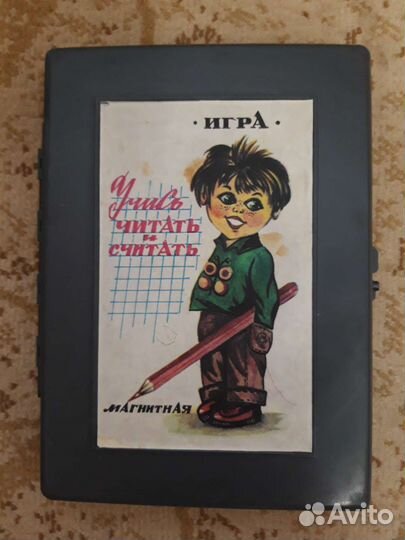 · ИГРА ·
Учись
читать
и
считать
магнитная
Avito